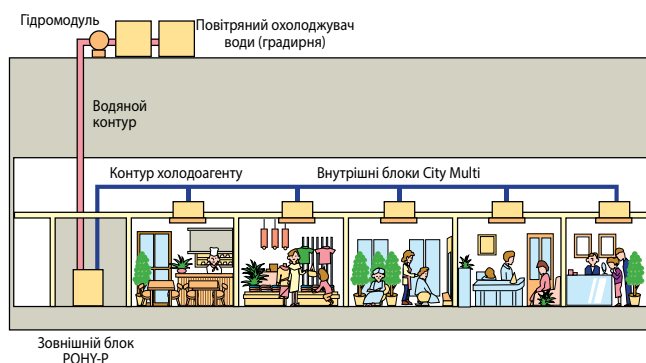 Гідромодуль
Повітряний охолоджувач
води (градирня)
Водяной
контур
Контур холодоагенту
Внутрішні блоки City Multi
Зовнішній блок
PQHY-P